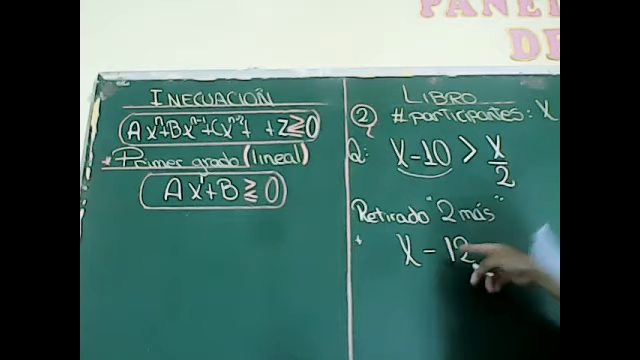 PANE
DE
INECUACIÓN
Ax^n+Bx^n-1+Cx^n-2+ +Z≷0
Primer grado (lineal)
Ax^1+B≷0
LIBRO
2 # participantes: X
Q: x-10 > x/2
Retirado "2 más"
x-12